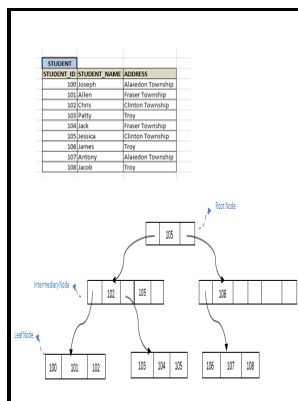 STUDENT
STUDENT_ID STUDENT_NAME ADDRESS
100 Joseph Alaiedon Township
101 Allen Fraser Township
102 Chris Clinton Township
103 Patty Troy
104 Jack Fraser Township
105 Jessica Clinton Township
106 James Troy
107 Antony Alaiedon Township
108 Jacob Troy
Root Node
105
Intermediary Node
102 105
108
Leaf Node
100 101 102
103 104 105
106 107 108